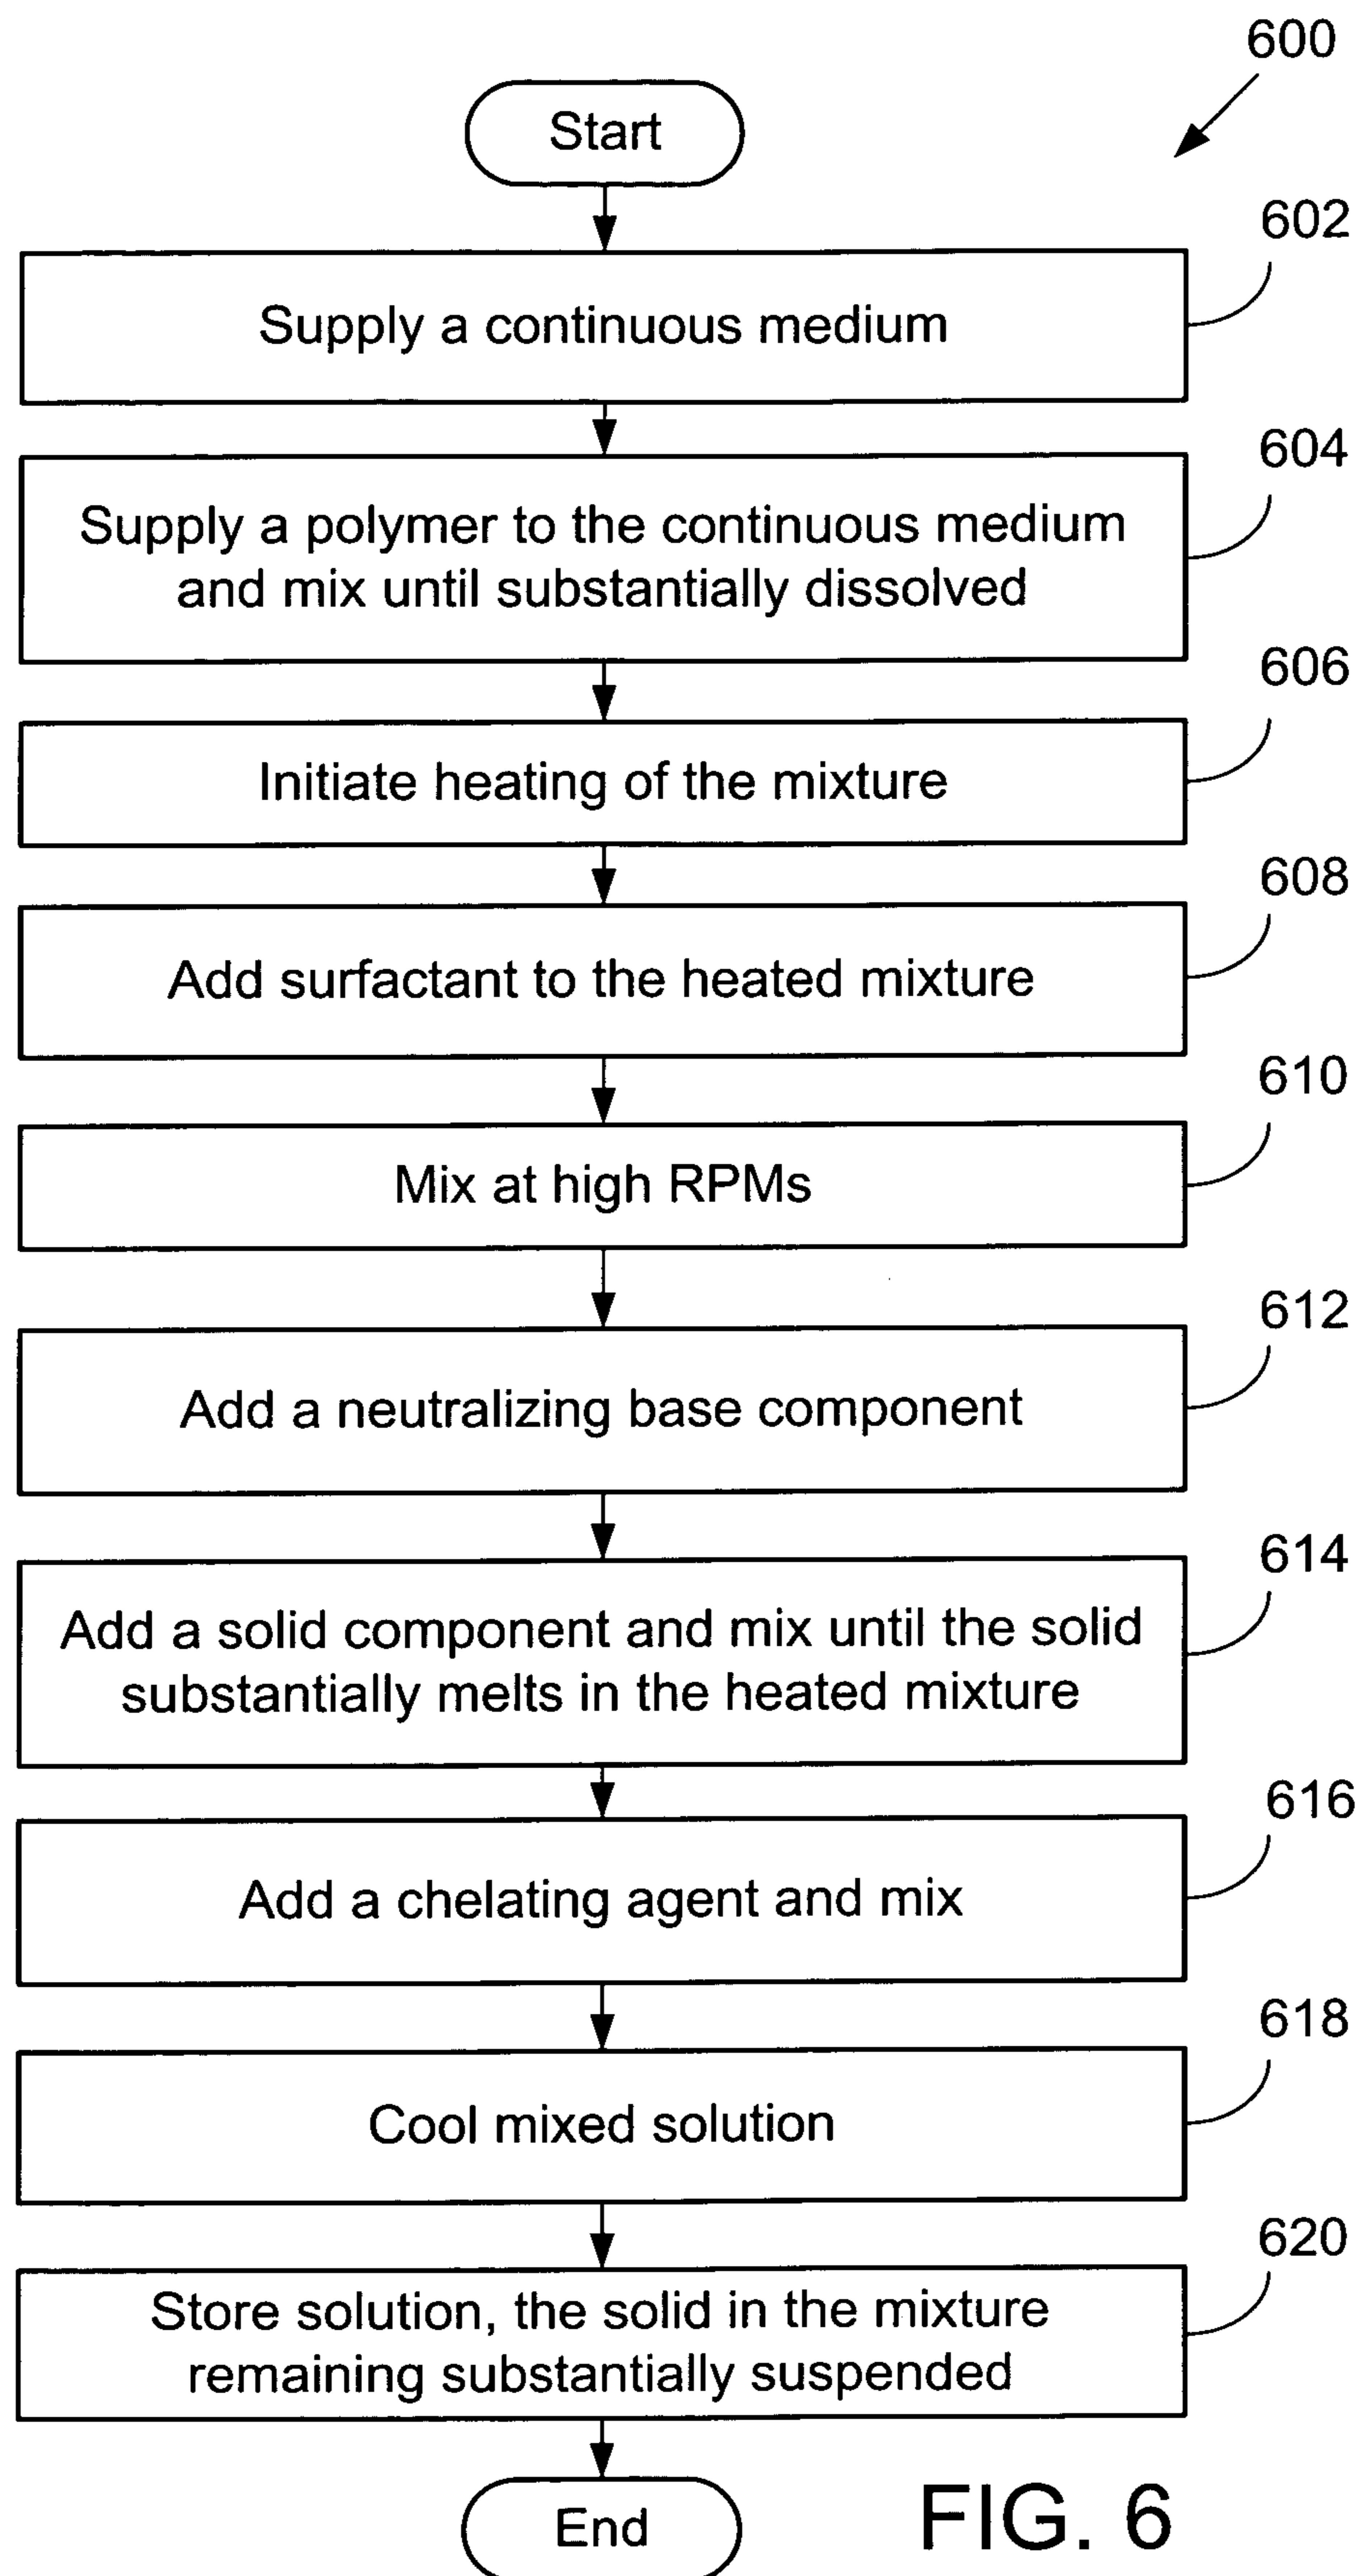 600
Start
602
Supply a continuous medium
604
Supply a polymer to the continuous medium
and mix until substantially dissolved
606
Initiate heating of the mixture
608
Add surfactant to the heated mixture
610
Mix at high RPMs
612
Add a neutralizing base component
614
Add a solid component and mix until the solid
substantially melts in the heated mixture
616
Add a chelating agent and mix
618
Cool mixed solution
620
Store solution, the solid in the mixture
remaining substantially suspended
End
FIG. 6